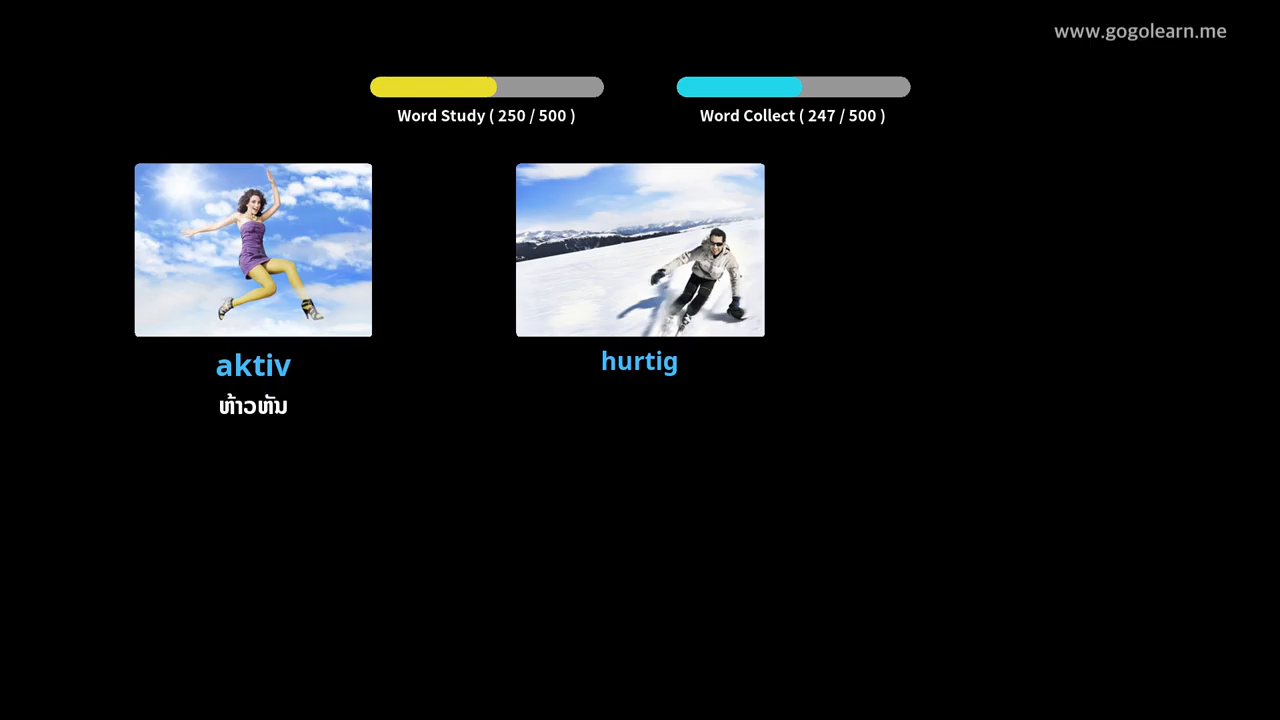 www.gogolearn.me
Word Study ( 250 / 500 )
Word Collect ( 247 / 500 )
aktiv
ຫ້າວຫັນ
hurtig